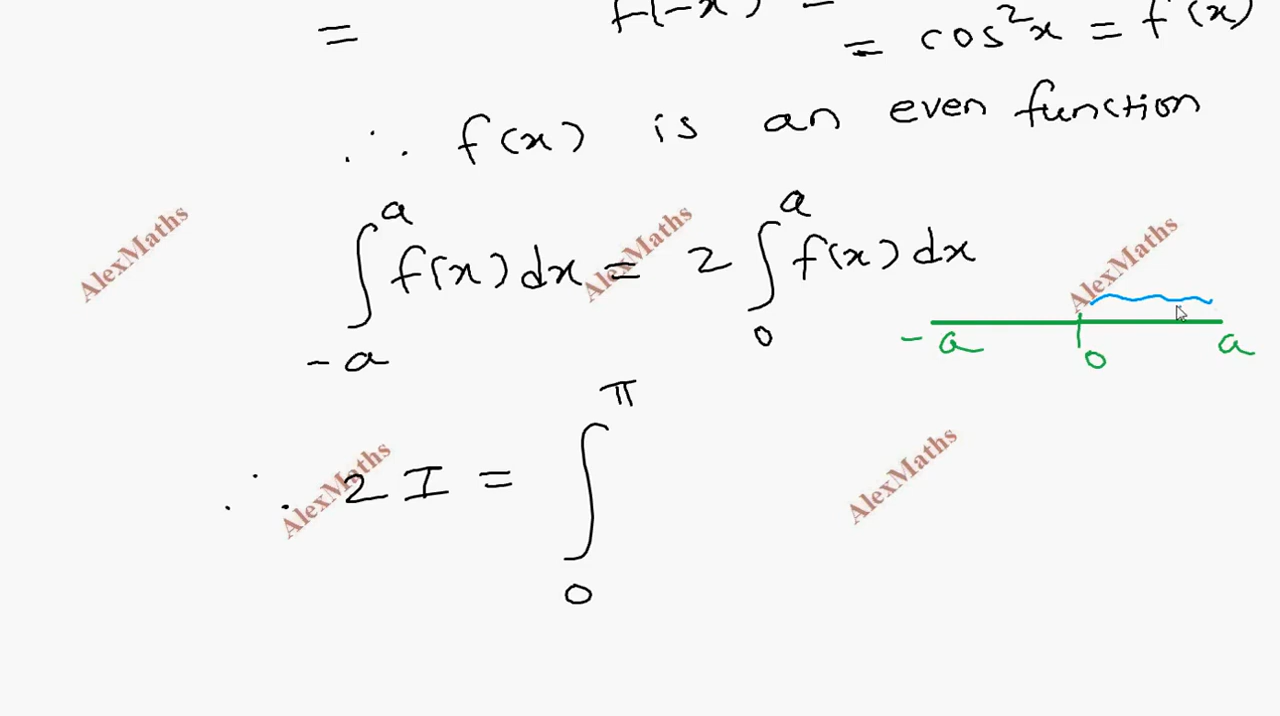 = f(-x) =
= cos²x = f(x)
∴ f(x) is an even function
∫_{-a}^{a} f(x) dx = 2 ∫_{0}^{a} f(x) dx
-a 0 a
∴ 2I = ∫_{0}^{π}
AlexMaths
AlexMaths
AlexMaths
AlexMaths
AlexMaths